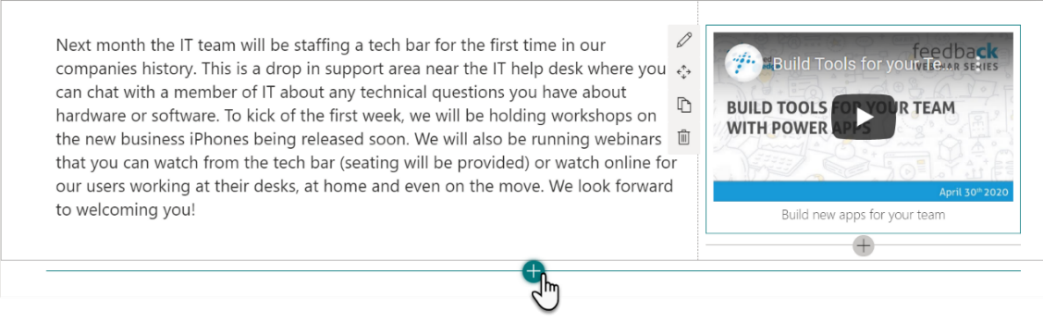 Next month the IT team will be staffing a tech bar for the first time in our
companies history. This is a drop in support area near the IT help desk where you
can chat with a member of IT about any technical questions you have about
hardware or software. To kick of the first week, we will be holding workshops on
the new business iPhones being released soon. We will also be running webinars
that you can watch from the tech bar (seating will be provided) or watch online for
our users working at their desks, at home and even on the move. We look forward
to welcoming you!
feedback
Build Tools for your Te...
SERIES
BUILD TOOLS FOR YOUR TEAM
WITH POWER APPS
April 30th 2020
Build new apps for your team